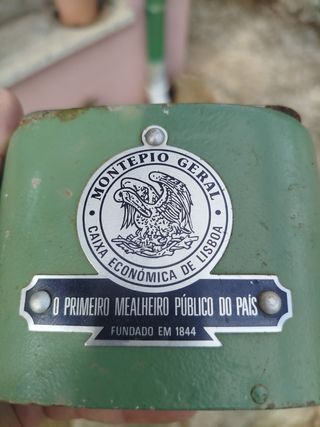 MONTEPIO GERAL
CAIXA ECONÓMICA DE LISBOA
O PRIMEIRO MEALHEIRO PÚBLICO DO PAÍS
FUNDADO EM 1844